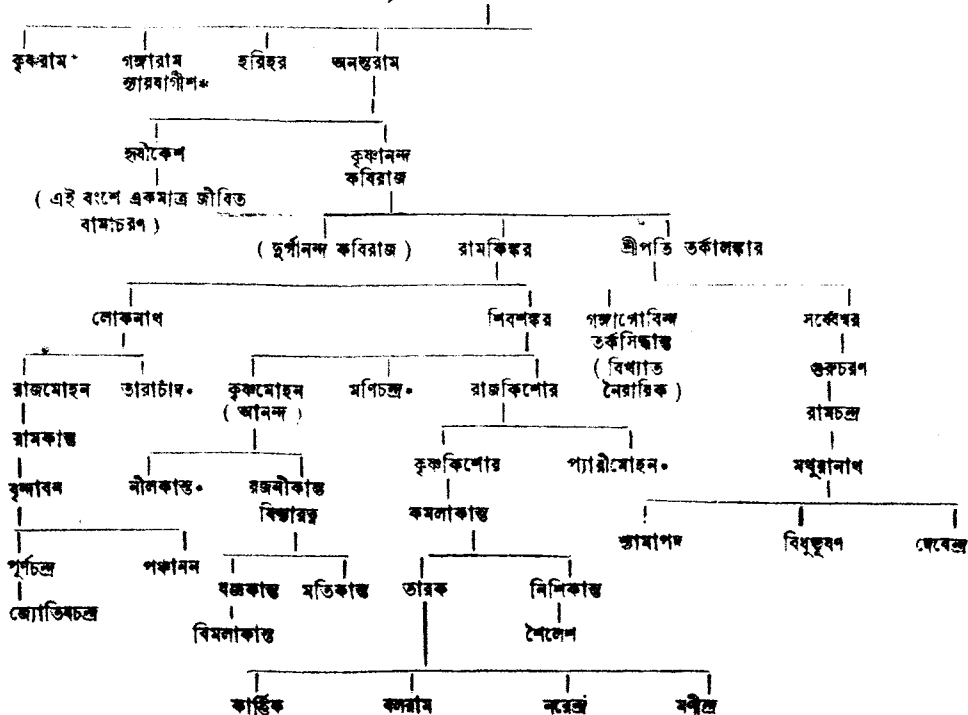 কৃষ্ণরাম* গঙ্গারাম হরিহর অনন্তরাম
ন্যায়বাগীশ*
হৃষীকেশ কৃষ্ণানন্দ
কবিরাজ
( এই বংশে একমাত্র জীবিত
বামাচরণ )
( দুর্গানন্দ কবিরাজ ) রামকিঙ্কর শ্রীপতি তর্কালঙ্কার
লোকনাথ শিবশঙ্কর গঙ্গাগোবিন্দ সর্ব্বেশ্বর
তর্কসিদ্ধান্ত
( বিখ্যাত
নৈয়ায়িক )
গুরুচরণ
রাজমোহন তারাচাঁদ* কৃষ্ণমোহন মণিচন্দ্র* রাজকিশোর
( আনন্দ )
রামচন্দ্র
রামকান্ত
কৃষ্ণকিশোর প্যারীমোহন* মথুরানাথ
বৃন্দাবন নীলকান্ত* রজনীকান্ত
বিদ্যারত্ন
কমলাকান্ত
শ্যামাপদ বিধুভূষণ দেবেন্দ্র
পূর্ণচন্দ্র পঞ্চানন
যজ্ঞকান্ত মতিকান্ত তারক নিশিকান্ত
জ্যোতিষচন্দ্র
বিমলাকান্ত শৈলেশ
কার্ত্তিক বলরাম নরেন্দ্র মণীন্দ্র